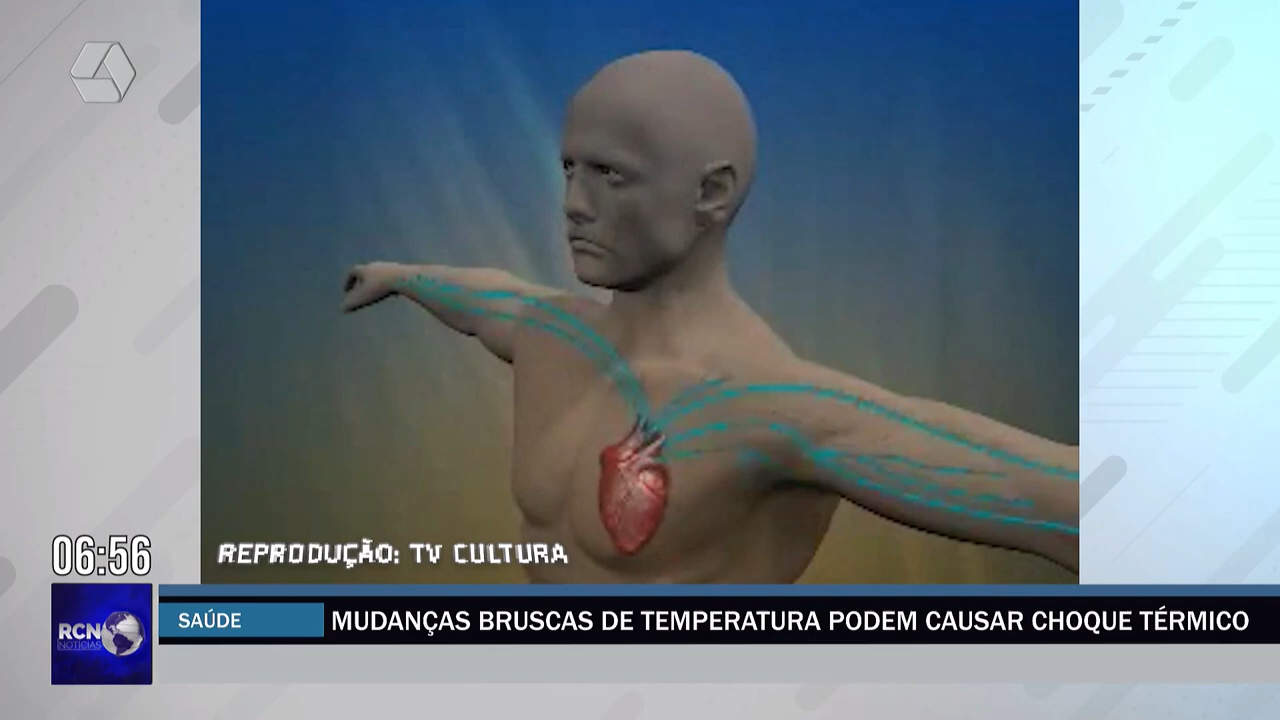 REPRODUÇÃO: TV CULTURA
06:56
RCN
NOTÍCIAS
SAÚDE
MUDANÇAS BRUSCAS DE TEMPERATURA PODEM CAUSAR CHOQUE TÉRMICO